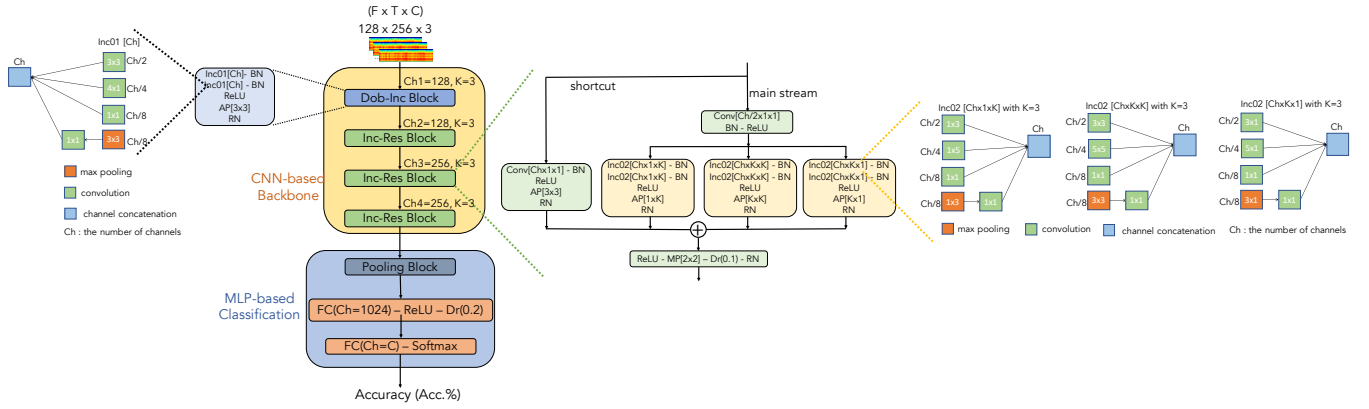 (F x T x C)
128 x 256 x 3
Inc01 [Ch]
Ch
3x3
Ch/2
4x1
Ch/4
1x1
Ch/8
1x1
3x3
Ch/8
max pooling
convolution
channel concatenation
Ch : the number of channels
Inc01[Ch]- BN
Inc01[Ch] - BN
ReLU
AP[3x3]
RN
Ch1=128, K=3
Dob-Inc Block
Ch2=128, K=3
Inc-Res Block
Ch3=256, K=3
CNN-based
Backbone
Inc-Res Block
Ch4=256, K=3
Inc-Res Block
Pooling Block
MLP-based
Classification
FC(Ch=1024) – ReLU – Dr(0.2)
FC(Ch=C) – Softmax
Accuracy (Acc.%)
shortcut
main stream
Conv[Ch/2x1x1]
BN - ReLU
Conv[Chx1x1] - BN
ReLU
AP[3x3]
RN
Inc02[Chx1xK] - BN
Inc02[Chx1xK] - BN
ReLU
AP[1xK]
RN
Inc02[ChxKxK] - BN
Inc02[ChxKxK] - BN
ReLU
AP[KxK]
RN
Inc02[ChxKx1] - BN
Inc02[ChxKx1] - BN
ReLU
AP[Kx1]
RN
ReLU - MP[2x2] – Dr(0.1) - RN
Inc02 [Chx1xK] with K=3
Ch/2
1x3
Ch
Ch/4
1x5
Ch/8
1x1
Ch/8
1x3
1x1
Inc02 [ChxKxK] with K=3
Ch/2
3x3
Ch
Ch/4
5x5
Ch/8
1x1
Ch/8
3x3
1x1
Inc02 [ChxKx1] with K=3
Ch/2
3x1
Ch
Ch/4
5x1
Ch/8
1x1
Ch/8
3x1
1x1
max pooling
convolution
channel concatenation
Ch : the number of channels